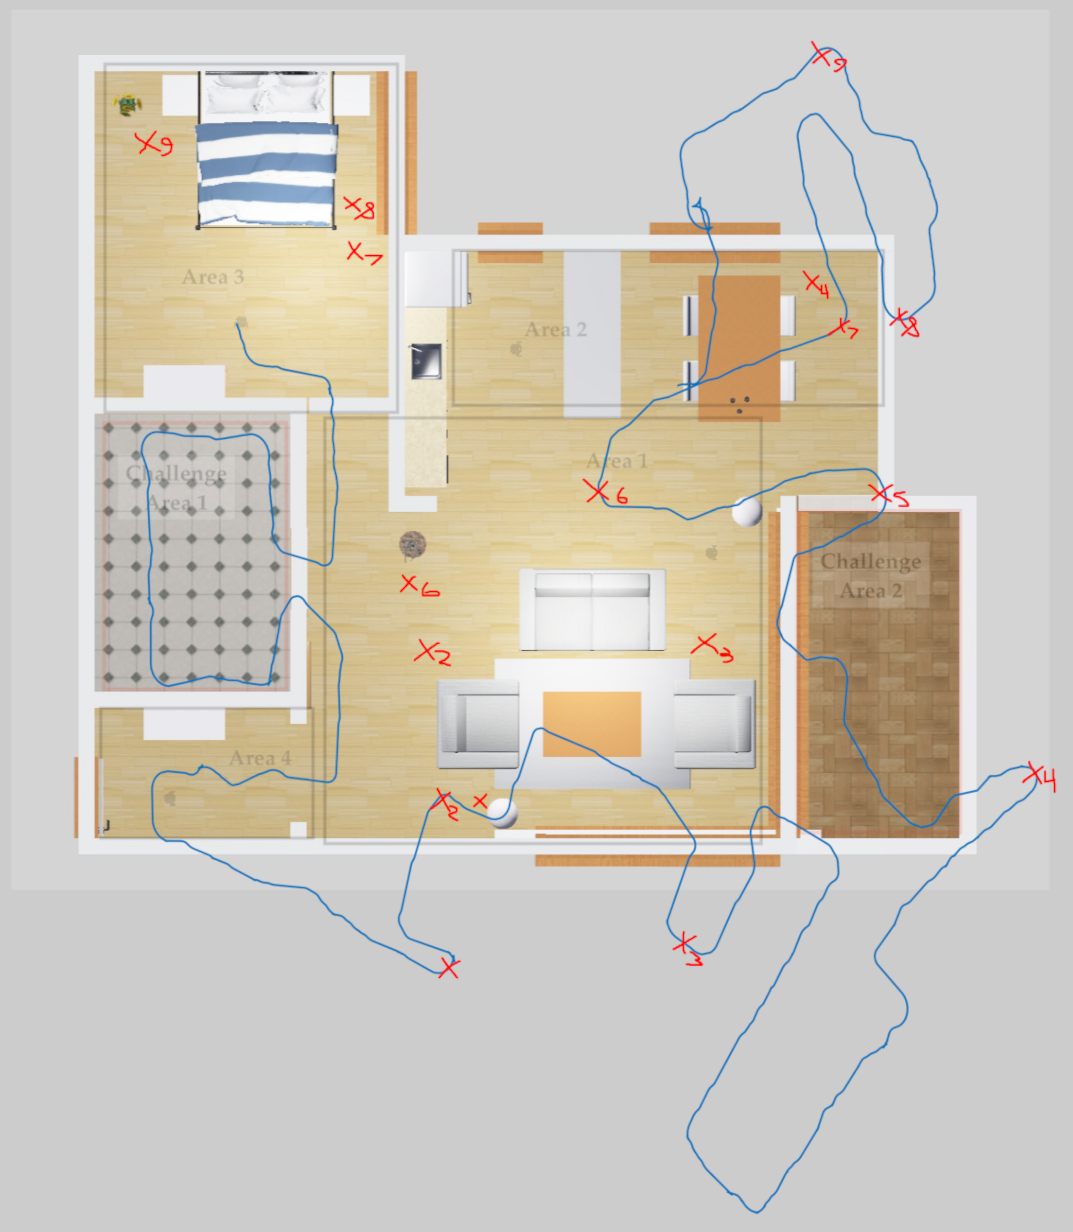 X9
X9
X8
X7
Area 3
X4
X7
X8
Area 2
Area 1
X5
X6
Challenge
Area 1
Challenge
Area 2
X6
X2
X3
Area 4
X4
X2
X
X3
X